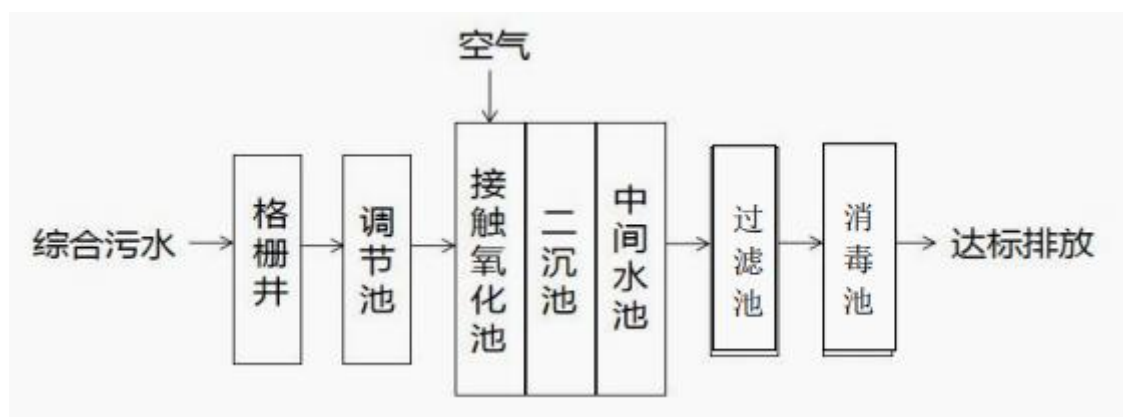 空气
综合污水
格栅井
调节池
接触氧化池
二沉池
中间水池
过滤池
消毒池
达标排放